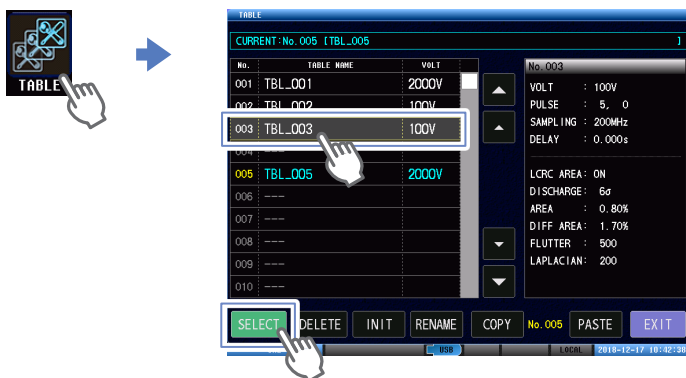 TABLE
TABLE
CURRENT:No.005 [TBL_005 ]
No. TABLE NAME VOLT
001 TBL_001 2000V
002 TBL_002 100V
003 TBL_003 100V
004 ---
005 TBL_005 2000V
006 ---
007 ---
008 ---
009 ---
010 ---
No.003
VOLT : 100V
PULSE : 5, 0
SAMPLING : 200MHz
DELAY : 0.000s
LCRC AREA: ON
DISCHARGE: 6σ
AREA : 0.80%
DIFF AREA: 1.70%
FLUTTER : 500
LAPLACIAN: 200
SELECT DELETE INIT RENAME COPY No.005 PASTE EXIT
USB LOCAL 2018-12-17 10:42:38